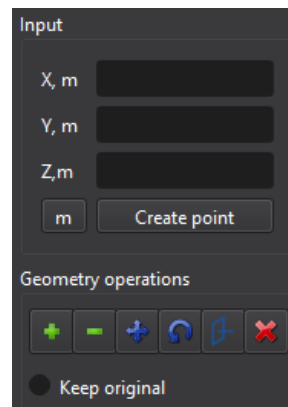 Input
X, m
Y, m
Z,m
m Create point
Geometry operations
Keep original